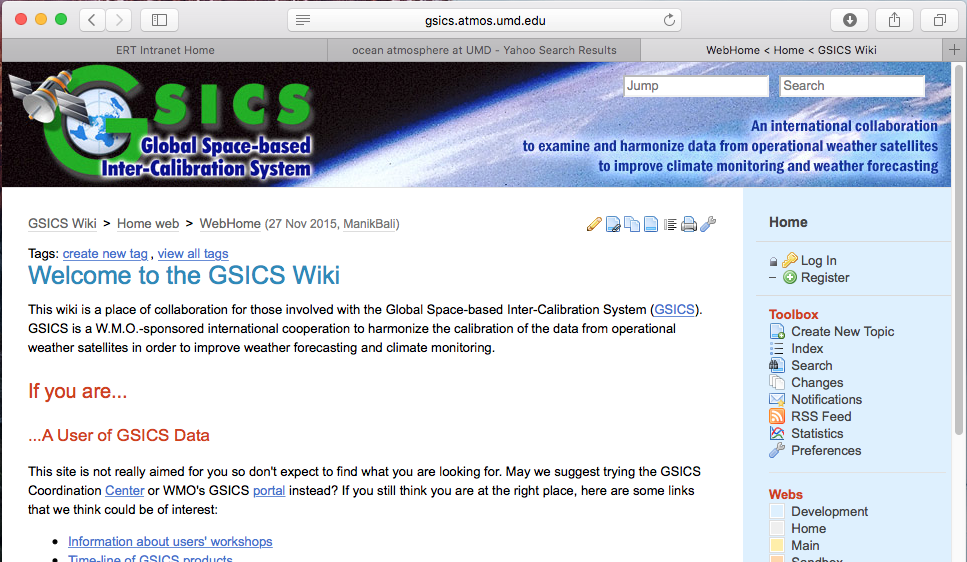 gsics.atmos.umd.edu
ERT Intranet Home
ocean atmosphere at UMD - Yahoo Search Results
WebHome < Home < GSICS Wiki
GSICS
Global Space-based
Inter-Calibration System
Jump
Search
An international collaboration
to examine and harmonize data from operational weather satellites
to improve climate monitoring and weather forecasting
GSICS Wiki > Home web > WebHome (27 Nov 2015, ManikBali)
Tags: create new tag , view all tags
Welcome to the GSICS Wiki
This wiki is a place of collaboration for those involved with the Global Space-based Inter-Calibration System (GSICS).
GSICS is a W.M.O.-sponsored international cooperation to harmonize the calibration of the data from operational
weather satellites in order to improve weather forecasting and climate monitoring.
If you are...
...A User of GSICS Data
This site is not really aimed for you so don't expect to find what you are looking for. May we suggest trying the GSICS
Coordination Center or WMO's GSICS portal instead? If you still think you are at the right place, here are some links
that we think could be of interest:
• Information about users' workshops
• Time-line of GSICS products
Home
Log In
– Register
Toolbox
Create New Topic
Index
Search
Changes
Notifications
RSS Feed
Statistics
Preferences
Webs
Development
Home
Main
Sandbox